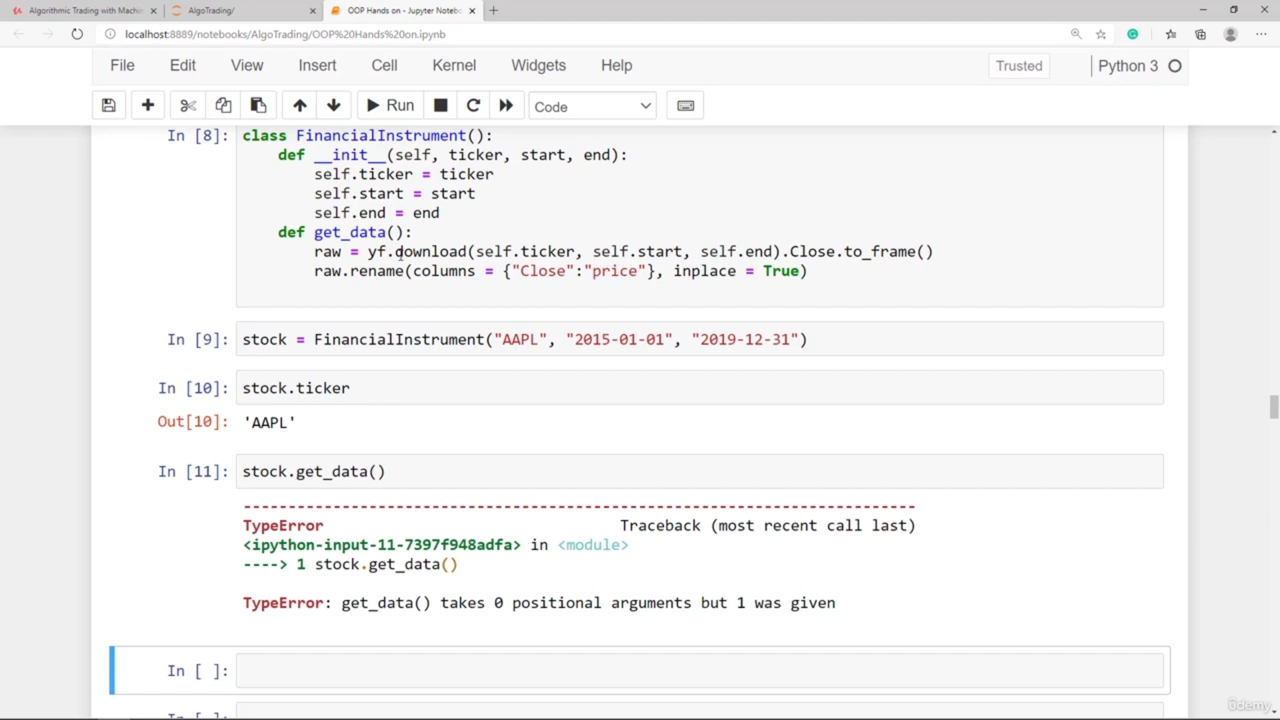 Algorithmic Trading with Machin
AlgoTrading/
OOP Hands on - Jupyter Notebo
localhost:8889/notebooks/AlgoTrading/OOP%20Hands%20on.ipynb
File Edit View Insert Cell Kernel Widgets Help Trusted Python 3
Run Code
In [8]: class FinancialInstrument():
def __init__(self, ticker, start, end):
self.ticker = ticker
self.start = start
self.end = end
def get_data():
raw = yf.download(self.ticker, self.start, self.end).Close.to_frame()
raw.rename(columns = {"Close":"price"}, inplace = True)
In [9]: stock = FinancialInstrument("AAPL", "2015-01-01", "2019-12-31")
In [10]: stock.ticker
Out[10]: 'AAPL'
In [11]: stock.get_data()
---------------------------------------------------------------------------
TypeError Traceback (most recent call last)
<ipython-input-11-7397f948adfa> in <module>
----> 1 stock.get_data()
TypeError: get_data() takes 0 positional arguments but 1 was given
In [ ]:
ûdemy